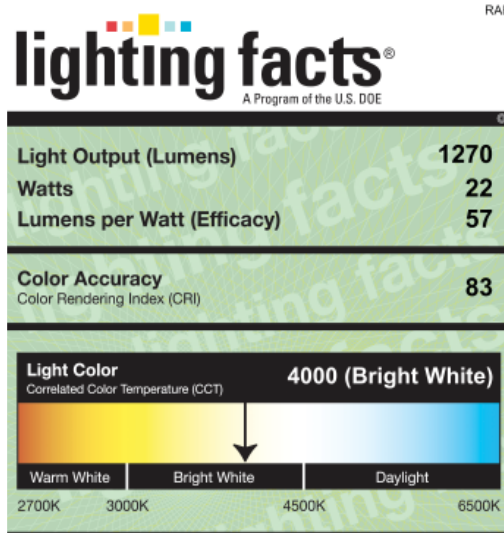 RA
lighting facts®
A Program of the U.S. DOE
Light Output (Lumens) 1270
Watts 22
Lumens per Watt (Efficacy) 57
Color Accuracy 83
Color Rendering Index (CRI)
Light Color 4000 (Bright White)
Correlated Color Temperature (CCT)
Warm White Bright White Daylight
2700K 3000K 4500K 6500K